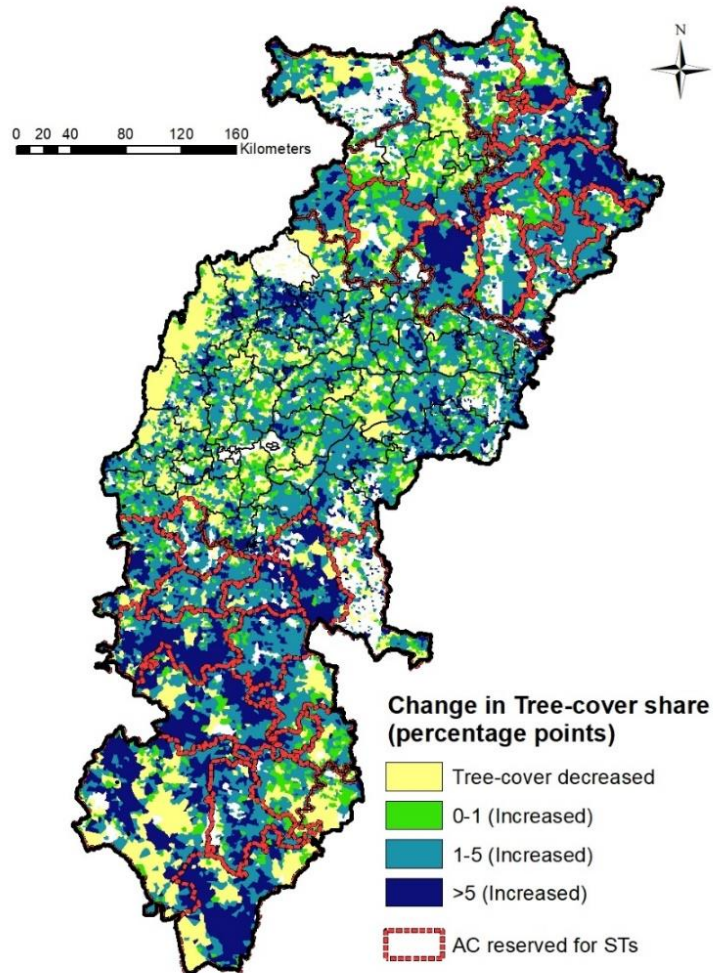 N
0 20 40 80 120 160
Kilometers
Change in Tree-cover share
(percentage points)
Tree-cover decreased
0-1 (Increased)
1-5 (Increased)
>5 (Increased)
AC reserved for STs